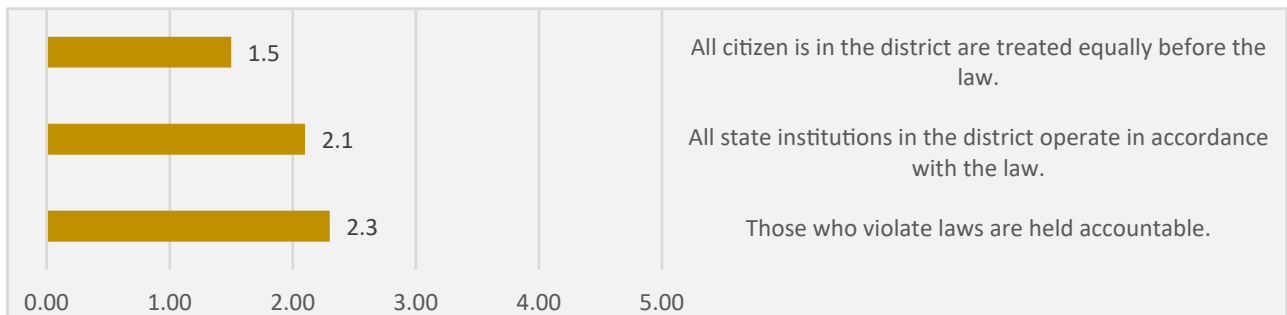 1.5
All citizen is in the district are treated equally before the
law.
2.1
All state institutions in the district operate in accordance
with the law.
2.3
Those who violate laws are held accountable.
0.00 1.00 2.00 3.00 4.00 5.00